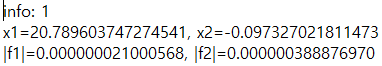 info: 1
x1=20.789603747274541, x2=-0.097327021811473
|f1|=0.000000021000568, |f2|=0.000000388876970